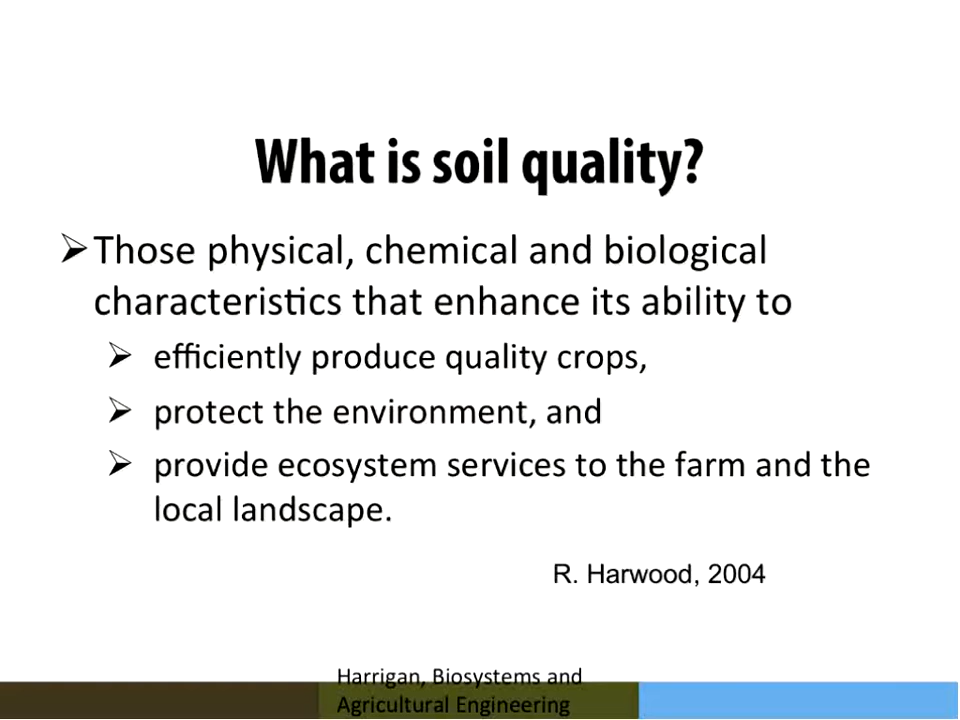 What is soil quality?
➢ Those physical, chemical and biological
characteristics that enhance its ability to
➢ efficiently produce quality crops,
➢ protect the environment, and
➢ provide ecosystem services to the farm and the
local landscape.
R. Harwood, 2004
Harrigan, Biosystems and
Agricultural Engineering